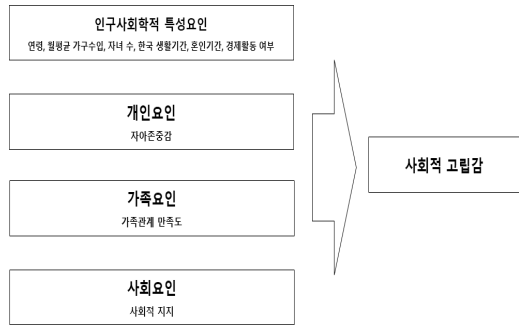 인구사회학적 특성요인
연령, 월평균 가구수입, 자녀 수, 한국 생활기간, 혼인기간, 경제활동 여부
개인요인
자아존중감
가족요인
가족관계 만족도
사회요인
사회적 지지
사회적 고립감